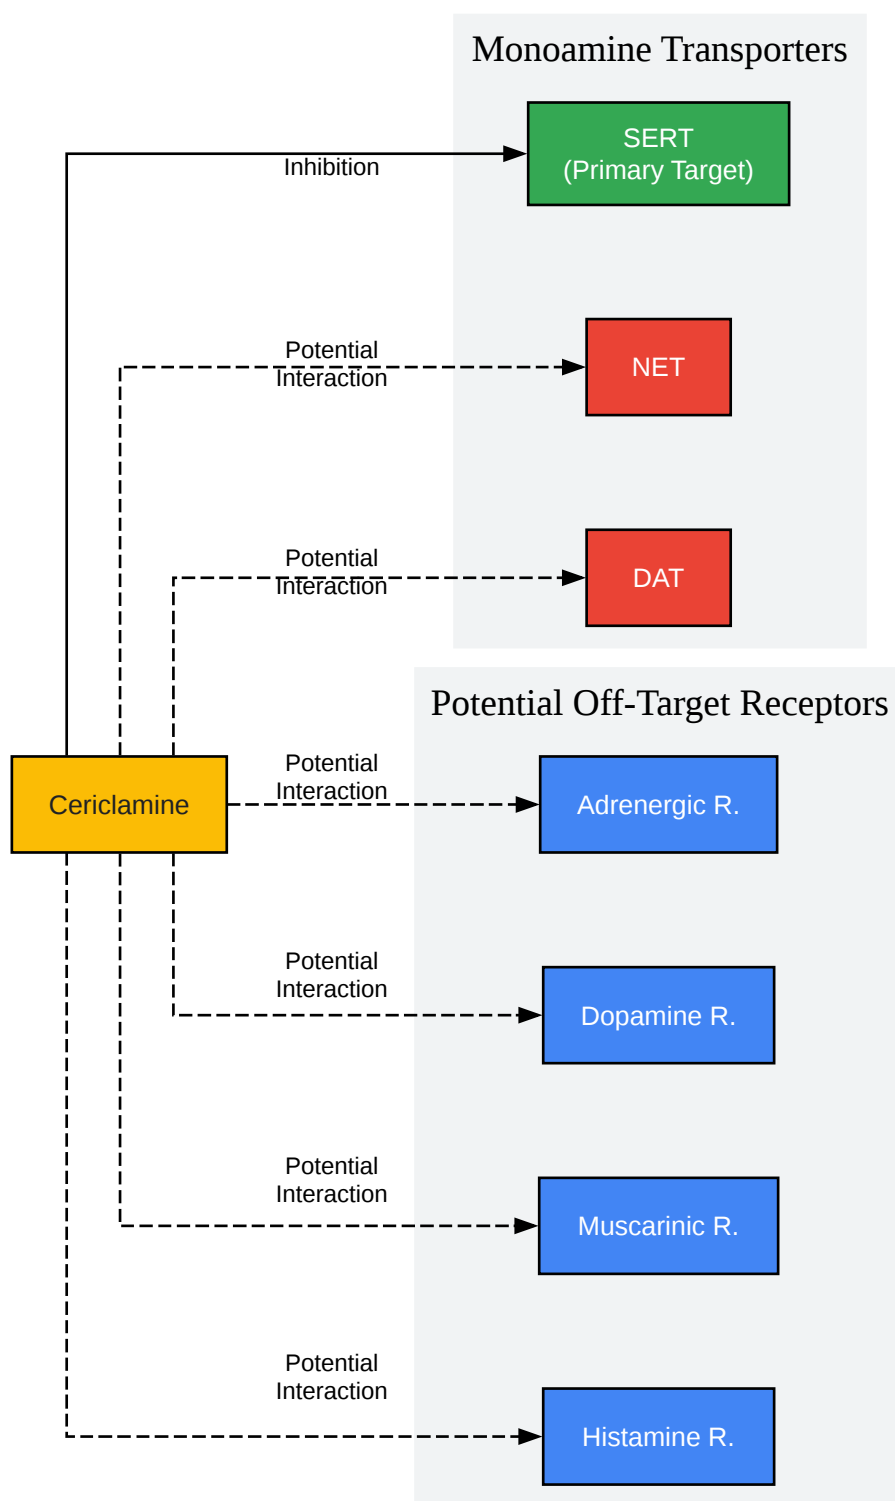 Monoamine Transporters
SERT
(Primary Target)
Inhibition
Potential
Interaction
NET
Potential
Interaction
DAT
Potential Off-Target Receptors
Cericlamine
Potential
Interaction
Adrenergic R.
Potential
Interaction
Dopamine R.
Potential
Interaction
Muscarinic R.
Potential
Interaction
Histamine R.